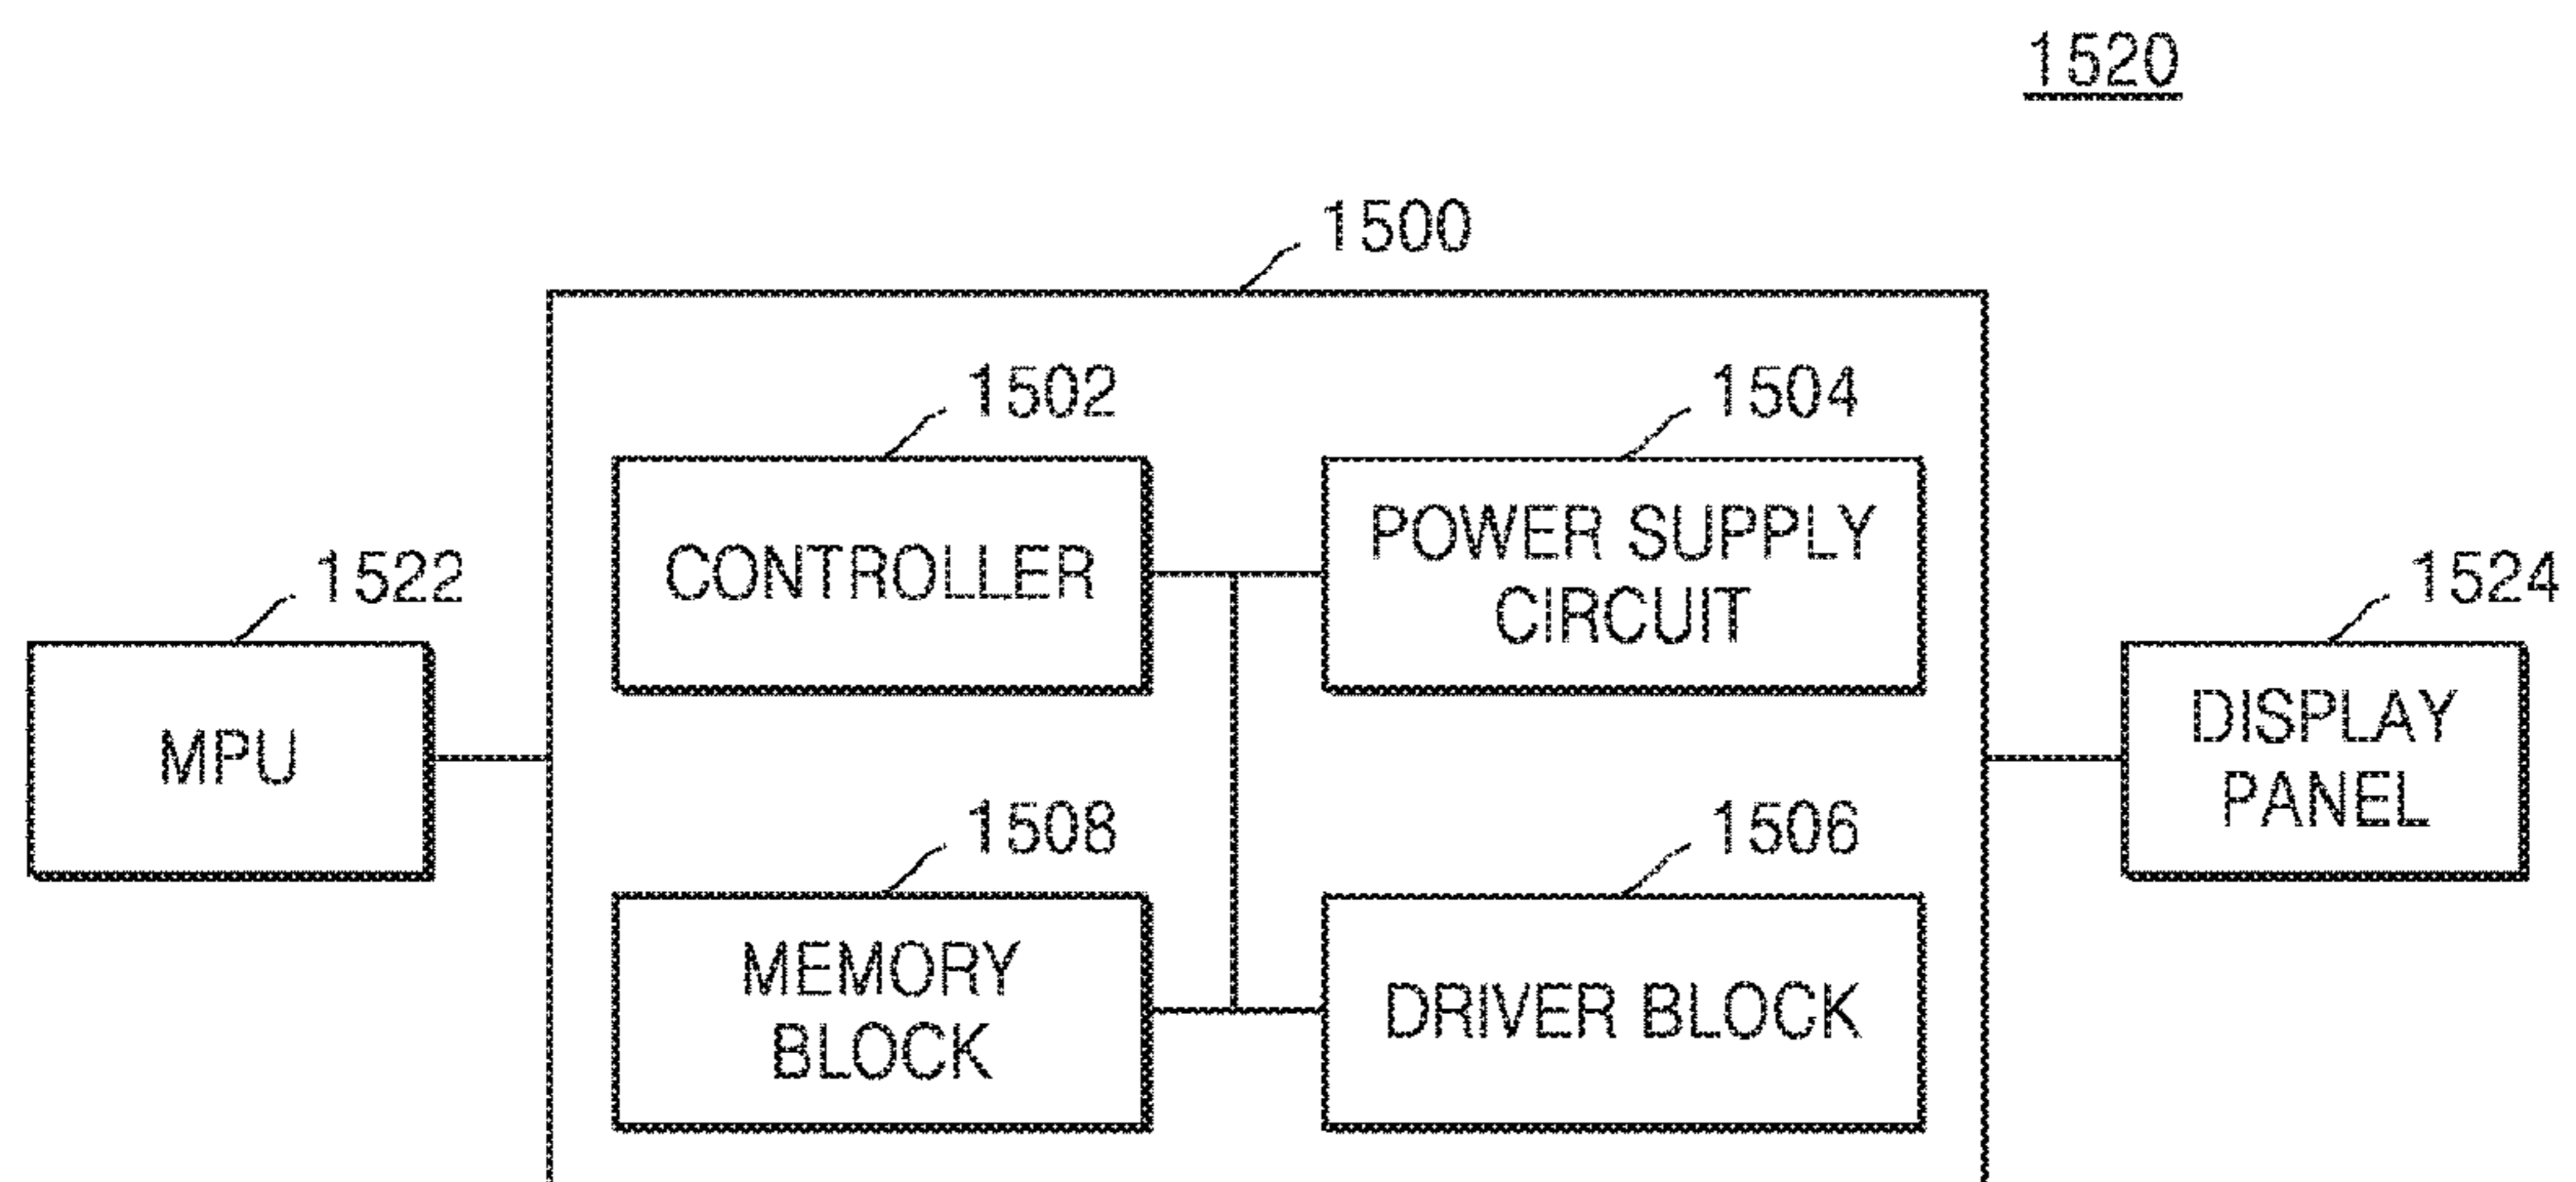 1520
1500
1502
1504
CONTROLLER
POWER SUPPLY
CIRCUIT
1522
MPU
1524
DISPLAY
PANEL
1508
1506
MEMORY
BLOCK
DRIVER BLOCK